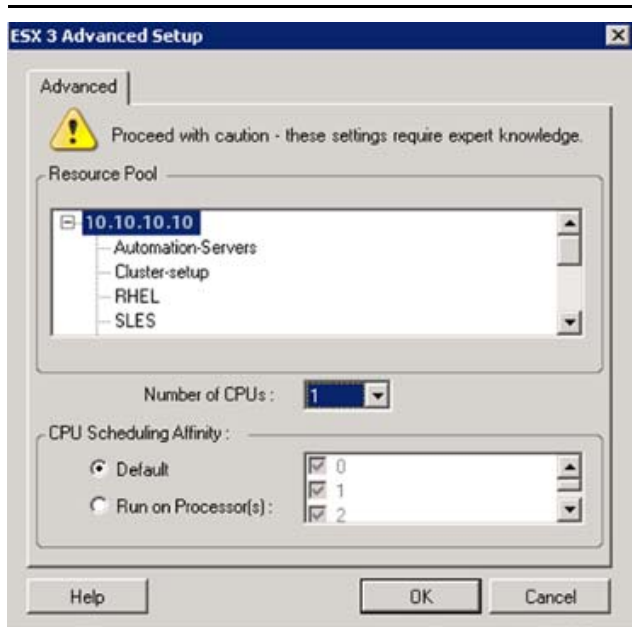 ESX 3 Advanced Setup
Advanced
Proceed with caution - these settings require expert knowledge.
Resource Pool
10.10.10.10
Automation-Servers
Cluster-setup
RHEL
SLES
Number of CPUs :
1
CPU Scheduling Affinity :
Default
Run on Processor(s) :
0
1
2
Help
OK
Cancel